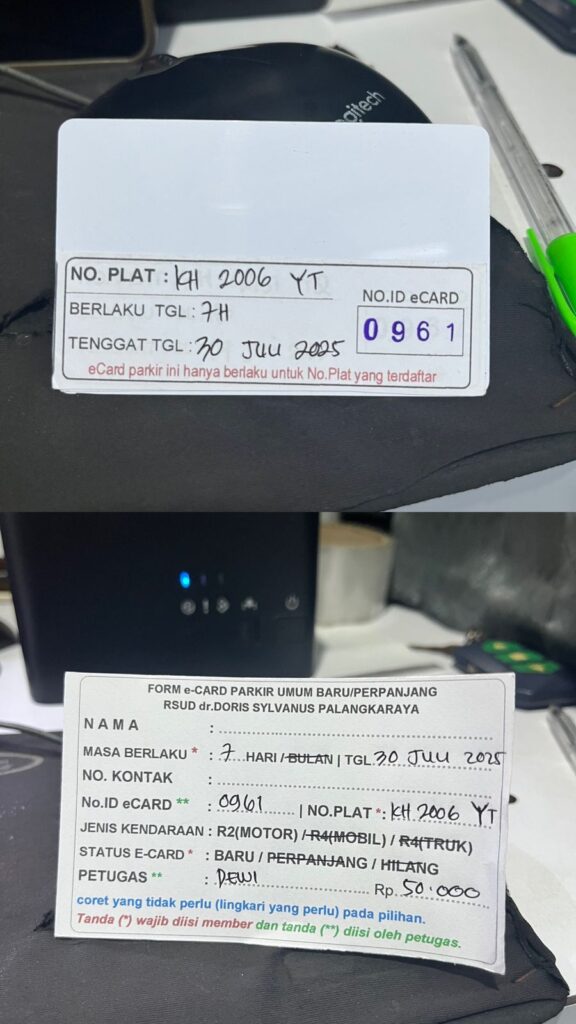 gitech
NO. PLAT : KH 2006 YT
BERLAKU TGL : 7H
NO.ID eCARD
0961
TENGGAT TGL : 30 JULI 2025
eCard parkir ini hanya berlaku untuk No.Plat yang terdaftar
FORM e-CARD PARKIR UMUM BARU/PERPANJANG
RSUD dr.DORIS SYLVANUS PALANGKARAYA
NAMA :
MASA BERLAKU * : 7 HARI / BULAN | TGL 30 JULI 2025
NO. KONTAK :
No.ID eCARD ** : 0961 | NO.PLAT *: KH 2006 YT
JENIS KENDARAAN : R2(MOTOR) / R4(MOBIL) / R4(TRUK)
STATUS E-CARD * : BARU / PERPANJANG / HILANG
PETUGAS ** : DEWI Rp. 50.000
coret yang tidak perlu (lingkari yang perlu) pada pilihan.
Tanda (*) wajib diisi member dan tanda (**) diisi oleh petugas.